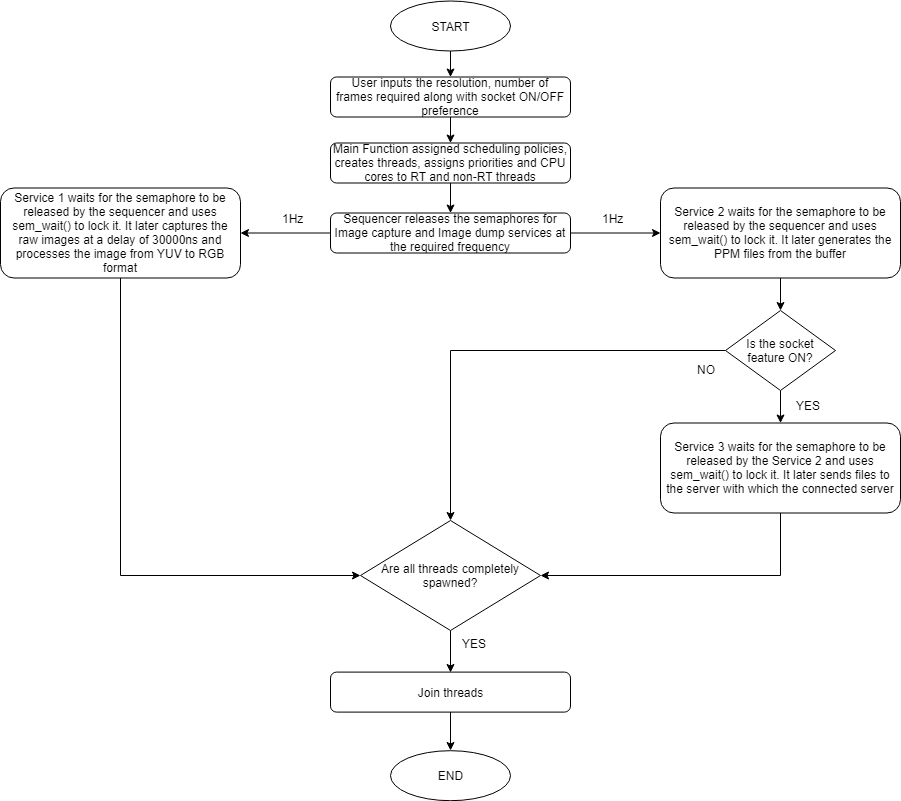 START
User inputs the resolution, number of
frames required along with socket ON/OFF
preference
Main Function assigned scheduling policies,
creates threads, assigns priorities and CPU
cores to RT and non-RT threads
Service 1 waits for the semaphore to be
released by the sequencer and uses
sem_wait() to lock it. It later captures the
raw images at a delay of 30000ns and
processes the image from YUV to RGB
format
1Hz
Sequencer releases the semaphores for
Image capture and Image dump services at
the required frequency
1Hz
Service 2 waits for the semaphore to be
released by the sequencer and uses
sem_wait() to lock it. It later generates the
PPM files from the buffer
Is the socket
feature ON?
NO
YES
Service 3 waits for the semaphore to be
released by the Service 2 and uses
sem_wait() to lock it. It later sends files to
the server with which the connected server
Are all threads completely
spawned?
YES
Join threads
END